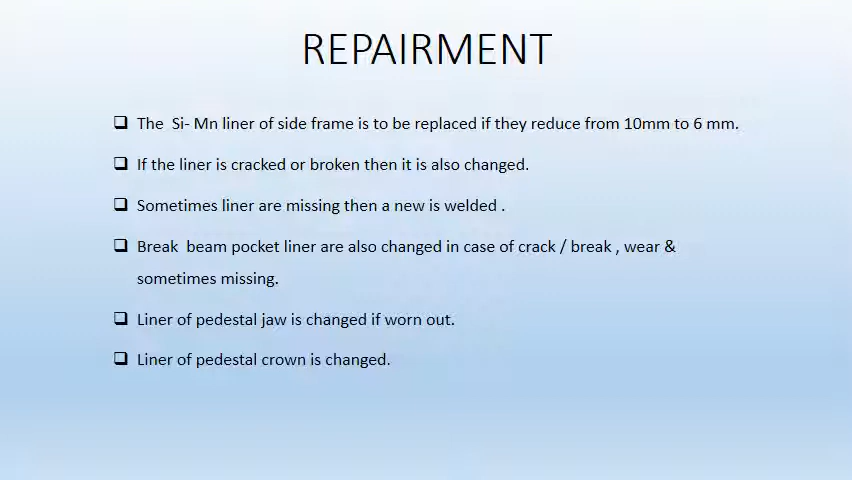 REPAIRMENT
❑ The  Si- Mn liner of side frame is to be replaced if they reduce from 10mm to 6 mm.
❑ If the liner is cracked or broken then it is also changed.
❑ Sometimes liner are missing then a new is welded .
❑ Break  beam pocket liner are also changed in case of crack / break , wear &
sometimes missing.
❑ Liner of pedestal jaw is changed if worn out.
❑ Liner of pedestal crown is changed.